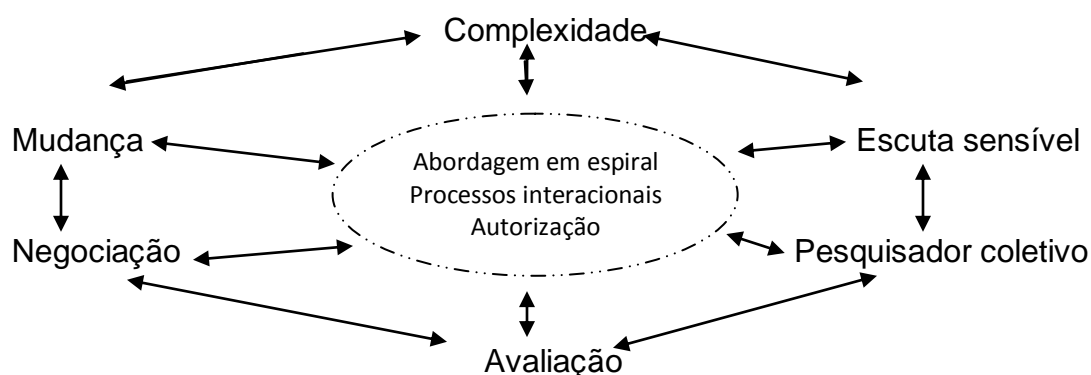 Complexidade
Mudança
Escuta sensível
Abordagem em espiral
Processos interacionais
Autorização
Negociação
Pesquisador coletivo
Avaliação